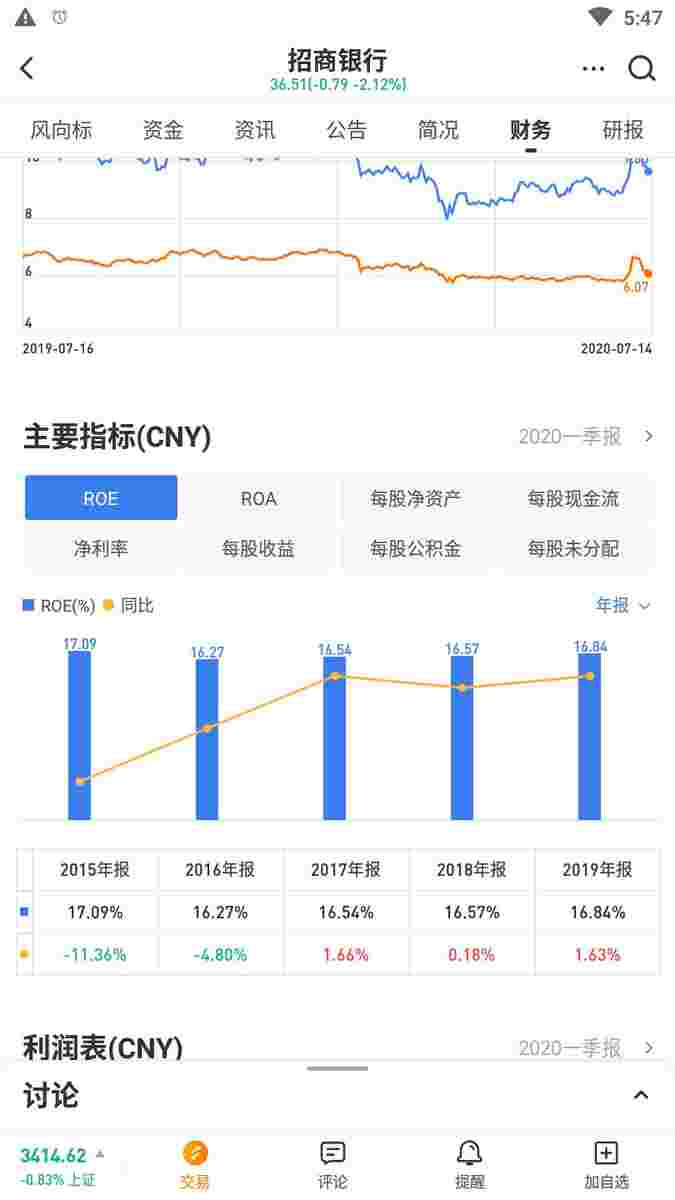 5:47
招商银行
36.51(-0.79 -2.12%)
风向标 资金 资讯 公告 简况 财务 研报
8
6
6.07
4
2019-07-16 2020-07-14
主要指标(CNY) 2020一季报
ROE ROA 每股净资产 每股现金流
净利率 每股收益 每股公积金 每股未分配
ROE(%) 同比 年报
17.09 16.27 16.54 16.57 16.84
2015年报 2016年报 2017年报 2018年报 2019年报
17.09% 16.27% 16.54% 16.57% 16.84%
-11.36% -4.80% 1.66% 0.18% 1.63%
利润表(CNY) 2020一季报
讨论
3414.62
-0.83% 上证
交易 评论 提醒 加自选